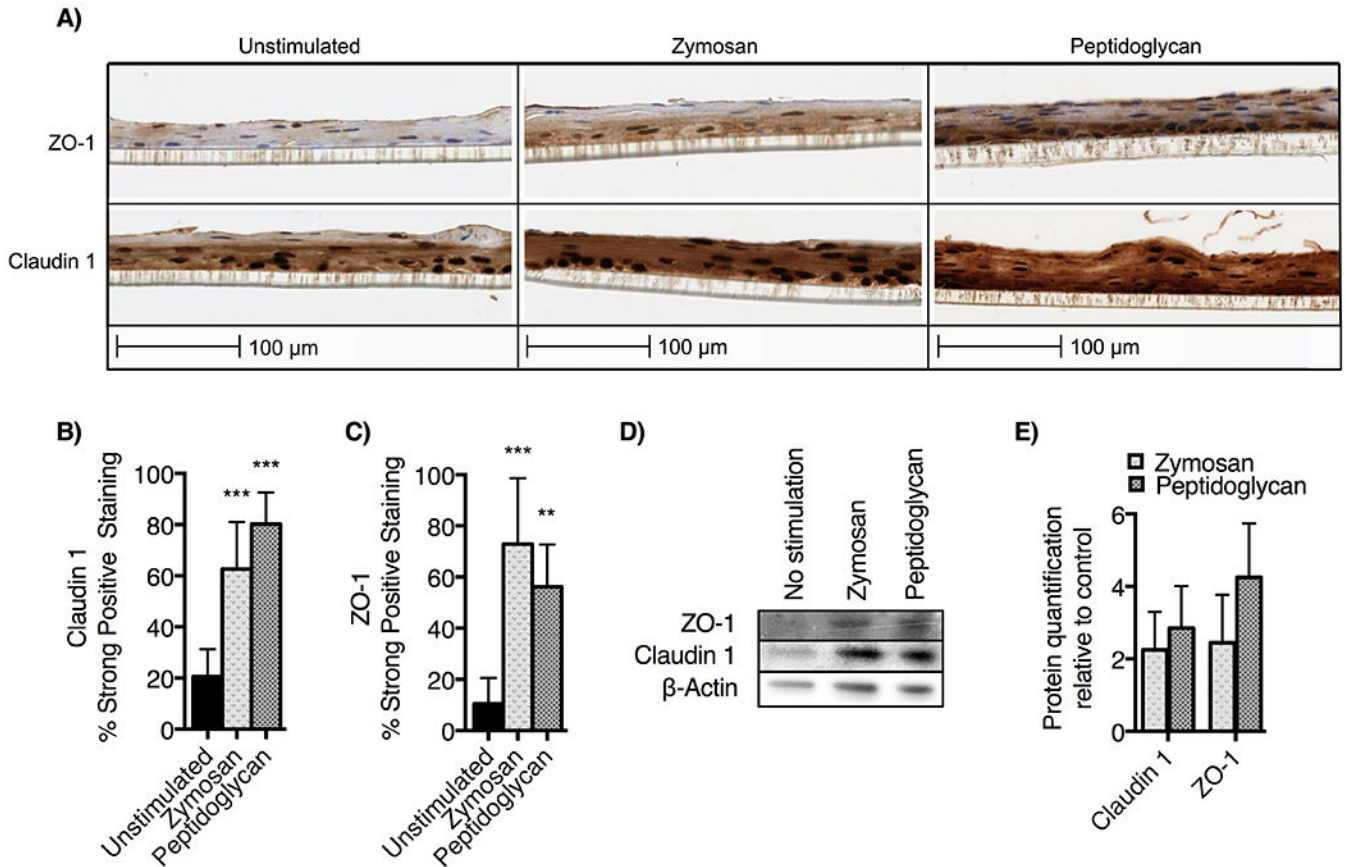 A)
Unstimulated
Zymosan
Peptidoglycan
ZO-1
Claudin 1
100 µm
100 µm
100 µm
B)
Claudin 1
% Strong Positive Staining
100
80
60
40
20
0
***
***
Unstimulated
Zymosan
Peptidoglycan
C)
ZO-1
% Strong Positive Staining
100
80
60
40
20
0
***
**
Unstimulated
Zymosan
Peptidoglycan
D)
No stimulation
Zymosan
Peptidoglycan
ZO-1
Claudin 1
β-Actin
E)
Zymosan
Peptidoglycan
Protein quantification
relative to control
6
4
2
0
Claudin 1
ZO-1